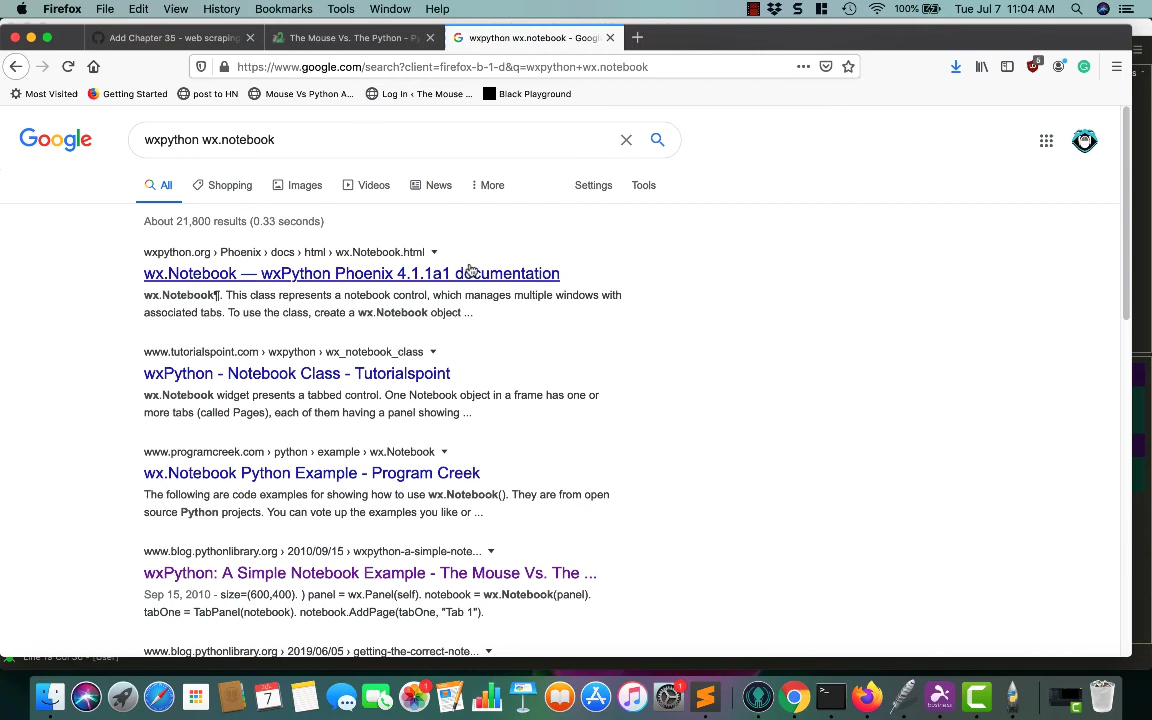 Firefox File Edit View History Bookmarks Tools Window Help 100% Tue Jul 7 11:04 AM
Add Chapter 35 - web scraping The Mouse Vs. The Python - P wxpython wx.notebook - Goog
https://www.google.com/search?client=firefox-b-1-d&q=wxpython+wx.notebook 5
Most Visited Getting Started post to HN Mouse Vs Python A... Log In ‹ The Mouse ... Black Playground
Google wxpython wx.notebook
All Shopping Images Videos News More Settings Tools
About 21,800 results (0.33 seconds)
wxpython.org › Phoenix › docs › html › wx.Notebook.html
wx.Notebook — wxPython Phoenix 4.1.1a1 documentation
wx.Notebook¶. This class represents a notebook control, which manages multiple windows with
associated tabs. To use the class, create a wx.Notebook object ...
www.tutorialspoint.com › wxpython › wx_notebook_class
wxPython - Notebook Class - Tutorialspoint
wx.Notebook widget presents a tabbed control. One Notebook object in a frame has one or
more tabs (called Pages), each of them having a panel showing ...
www.programcreek.com › python › example › wx.Notebook
wx.Notebook Python Example - Program Creek
The following are code examples for showing how to use wx.Notebook(). They are from open
source Python projects. You can vote up the examples you like or ...
www.blog.pythonlibrary.org › 2010/09/15 › wxpython-a-simple-note...
wxPython: A Simple Notebook Example - The Mouse Vs. The ...
Sep 15, 2010 - size=(600,400). ) panel = wx.Panel(self). notebook = wx.Notebook(panel).
tabOne = TabPanel(notebook). notebook.AddPage(tabOne, "Tab 1").
www.blog.pythonlibrary.org › 2019/06/05 › getting-the-correct-note...
JUL 7 1 1 business